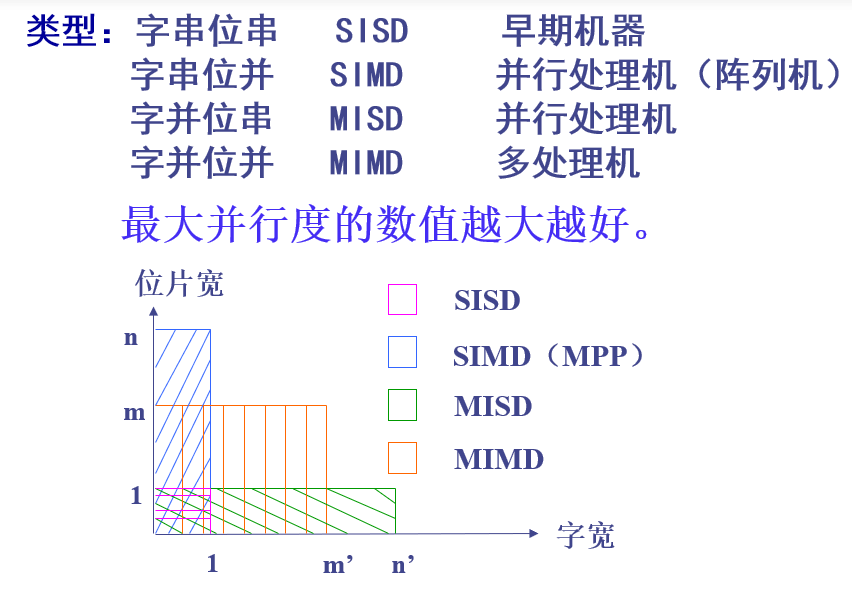 类型：字串位串 SISD 早期机器
字串位并 SIMD 并行处理机（阵列机）
字并位串 MISD 并行处理机
字并位并 MIMD 多处理机
最大并行度的数值越大越好。
位片宽
n
m
1
SISD
SIMD（MPP）
MISD
MIMD
字宽
1 m’ n’